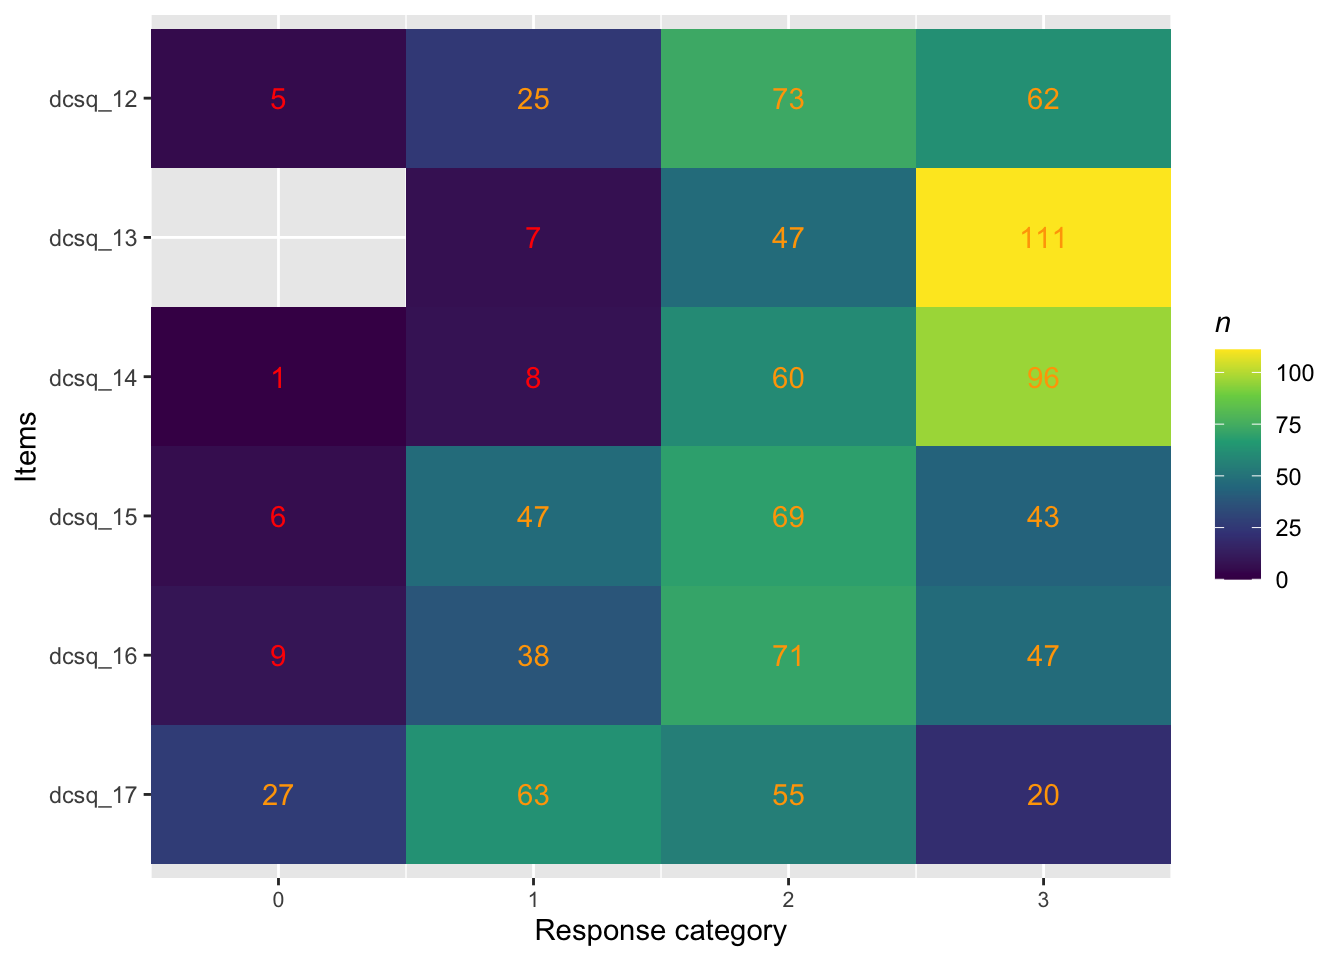 dcsq_12 5 25 73 62
dcsq_13 7 47 111
dcsq_14 1 8 60 96
dcsq_15 6 47 69 43
dcsq_16 9 38 71 47
dcsq_17 27 63 55 20
0 1 2 3
Response category
Items
n
100
75
50
25
0